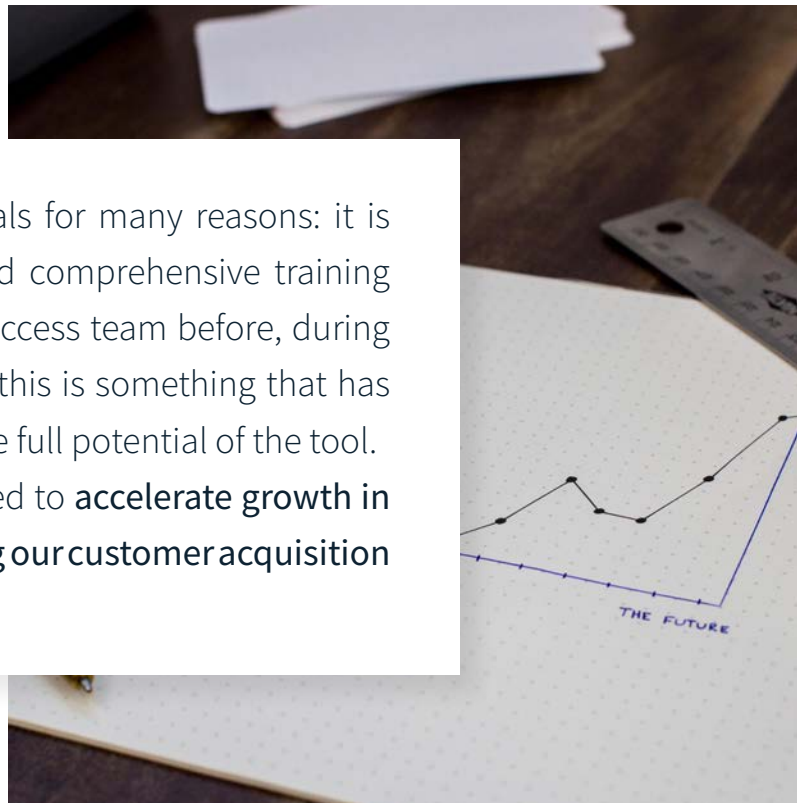 als for many reasons: it is
d comprehensive training
ccess team before, during
this is something that has
e full potential of the tool.
ed to accelerate growth in
g our customer acquisition
THE FUTURE